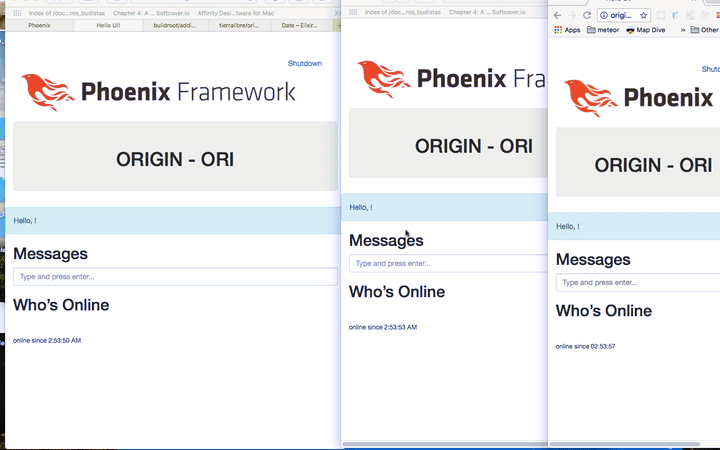 Index of /doc...ros_budistas Chapter 4: A ... Softcover.io Affinity Desi...tware for Mac
Phoenix Hello Ui! buildroot/addi... tierralibre/ori... Date – Elixir...
Shutdown
Phoenix Framework
ORIGIN - ORI
Hello, !
Messages
Type and press enter...
Who's Online
online since 2:53:50 AM
Index of /doc...ros_budistas Chapter 4: A ... Softcover.io
Phoenix Fra
ORIGIN - ORI
Hello, !
Messages
Type and press enter...
Who's Online
online since 2:53:53 AM
origi...
Apps meteor Map Dive » Other
Shutdo
Phoenix
ORIGIN - ORI
Hello, !
Messages
Type and press enter...
Who's Online
online since 02:53:57